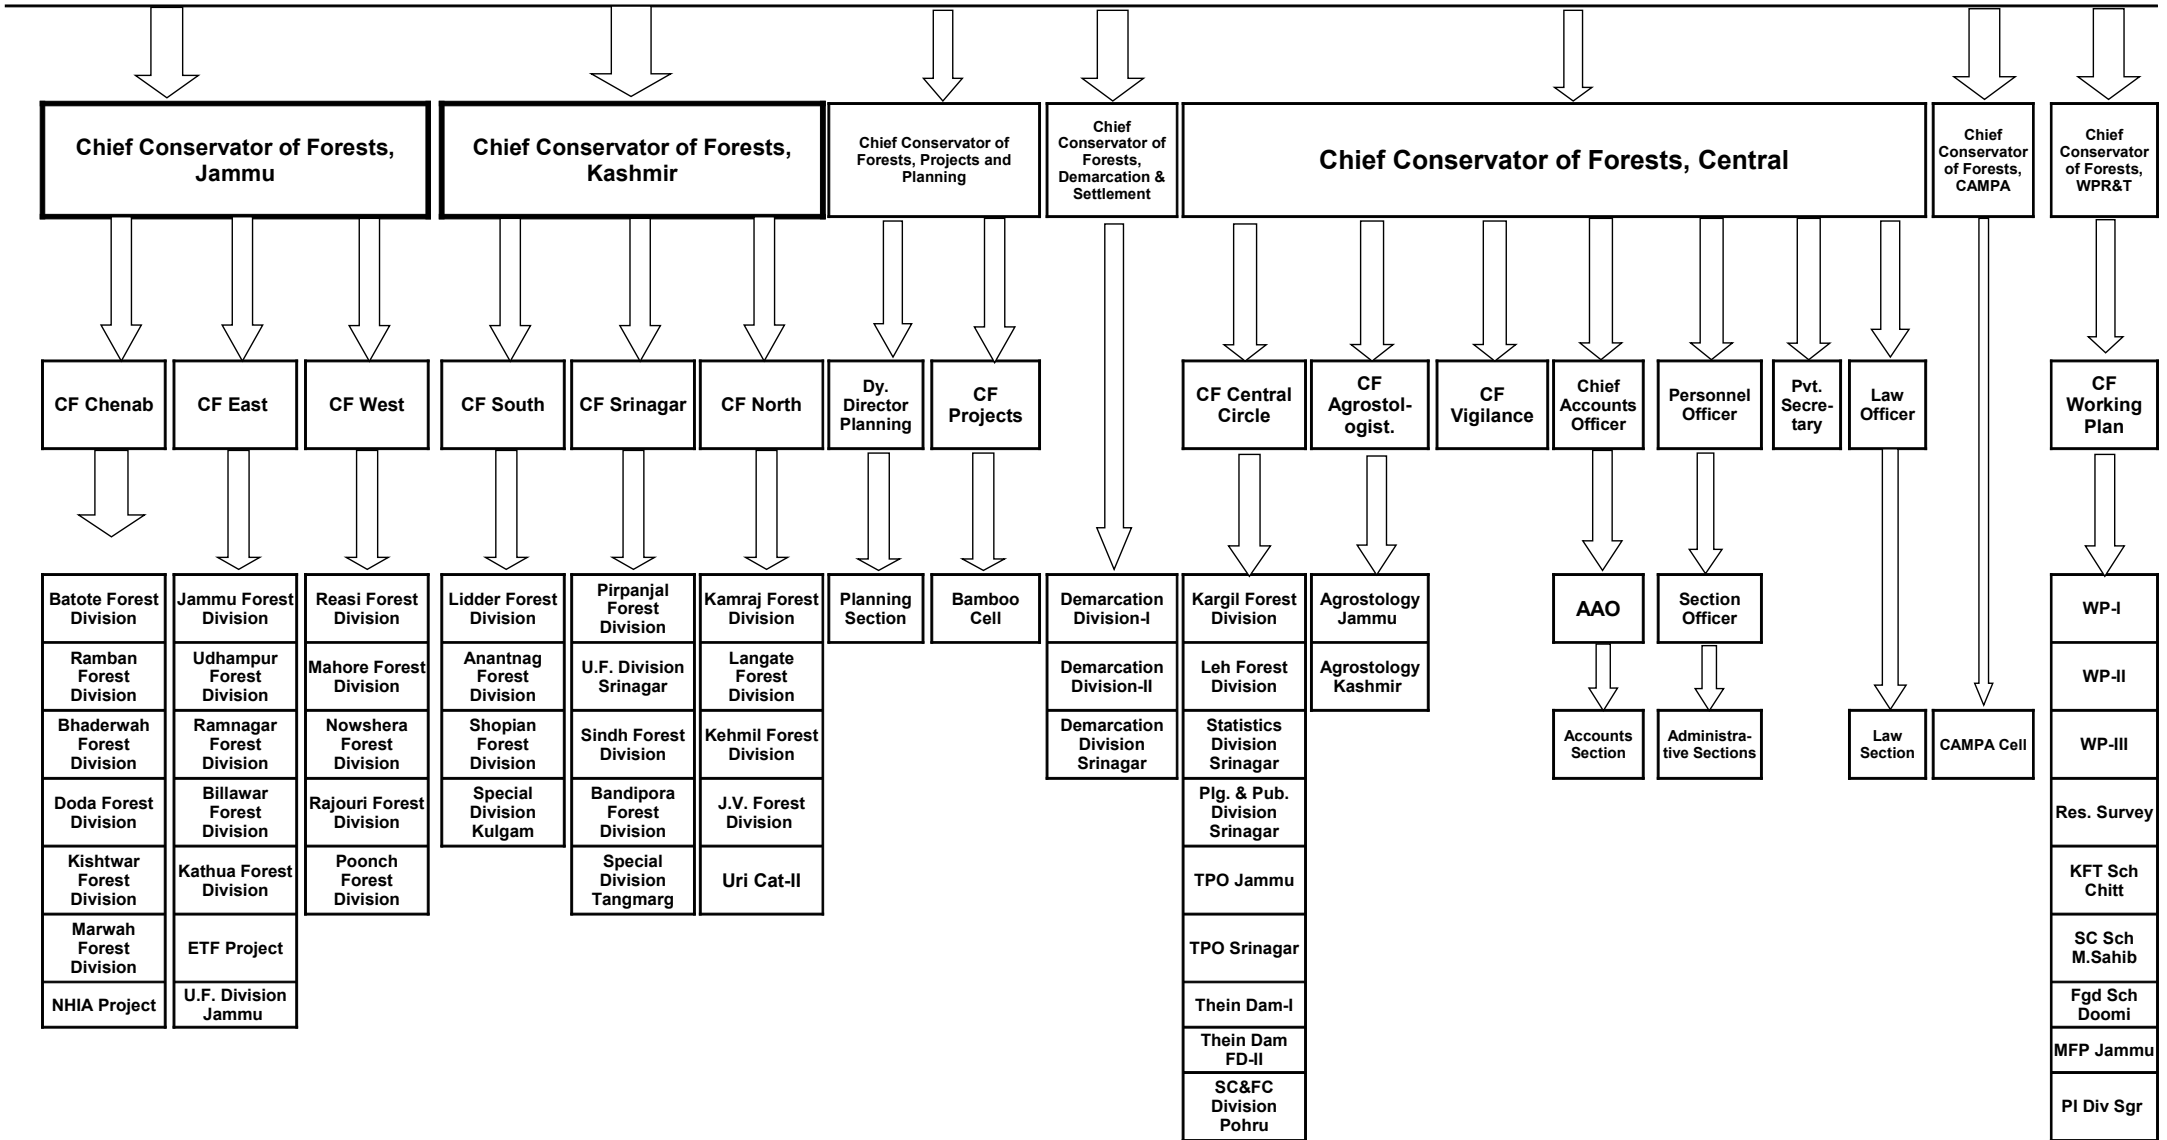 Chief Conservator of Forests,
Jammu
Chief Conservator of Forests,
Kashmir
Chief Conservator of
Forests, Projects and
Planning
Chief
Conservator of
Forests,
Demarcation &
Settlement
Chief Conservator of Forests, Central
Chief
Conservator
of Forests,
CAMPA
Chief
Conservator
of Forests,
WPR&T
CF Chenab
CF East
CF West
CF South
CF Srinagar
CF North
Dy.
Director
Planning
CF
Projects
CF Central
Circle
CF
Agrostol-
ogist.
CF
Vigilance
Chief
Accounts
Officer
Personnel
Officer
Pvt.
Secre-
tary
Law
Officer
CF
Working
Plan
Batote Forest
Division
Ramban
Forest
Division
Bhaderwah
Forest
Division
Doda Forest
Division
Kishtwar
Forest
Division
Marwah
Forest
Division
NHIA Project
Jammu Forest
Division
Udhampur
Forest
Division
Ramnagar
Forest
Division
Billawar
Forest
Division
Kathua Forest
Division
ETF Project
U.F. Division
Jammu
Reasi Forest
Division
Mahore Forest
Division
Nowshera
Forest
Division
Rajouri Forest
Division
Poonch
Forest
Division
Lidder Forest
Division
Anantnag
Forest
Division
Shopian
Forest
Division
Special
Division
Kulgam
Pirpanjal
Forest
Division
U.F. Division
Srinagar
Sindh Forest
Division
Bandipora
Forest
Division
Special
Division
Tangmarg
Kamraj Forest
Division
Langate
Forest
Division
Kehmil Forest
Division
J.V. Forest
Division
Uri Cat-II
Planning
Section
Bamboo
Cell
Demarcation
Division-I
Demarcation
Division-II
Demarcation
Division
Srinagar
Kargil Forest
Division
Leh Forest
Division
Statistics
Division
Srinagar
Plg. & Pub.
Division
Srinagar
TPO Jammu
TPO Srinagar
Thein Dam-I
Thein Dam
FD-II
SC&FC
Division
Pohru
Agrostology
Jammu
Agrostology
Kashmir
AAO
Accounts
Section
Section
Officer
Administra-
tive Sections
Law
Section
CAMPA Cell
WP-I
WP-II
WP-III
Res. Survey
KFT Sch
Chitt
SC Sch
M.Sahib
Fgd Sch
Doomi
MFP Jammu
PI Div Sgr